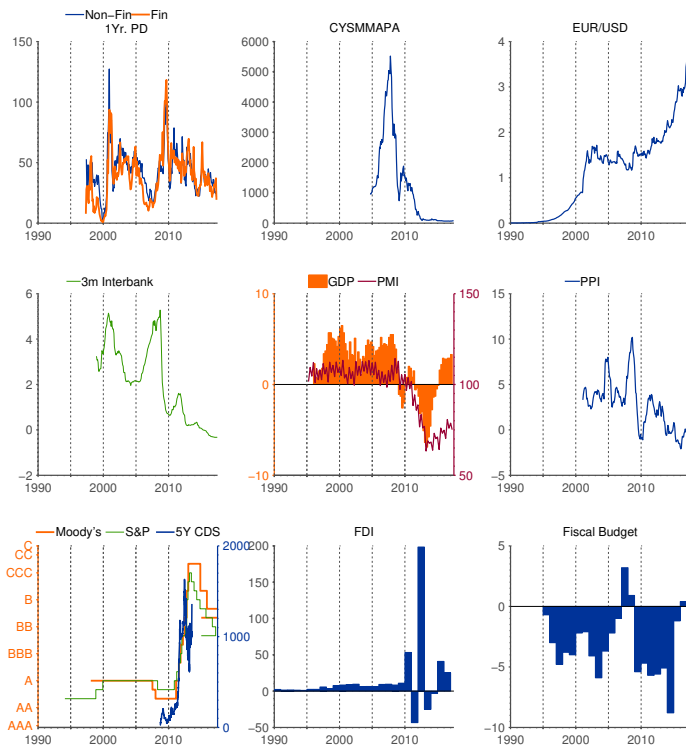 Non−Fin Fin
1Yr. PD
150
100
50
0
1990 2000 2010
CYSMMAPA
6000
5000
4000
3000
2000
1000
0
1990 2000 2010
EUR/USD
4
3
2
1
0
1990 2000 2010
3m Interbank
6
4
2
0
−2
1990 2000 2010
GDP PMI
10
0
−10
150
100
50
1990 2000 2010
PPI
15
10
5
0
−5
1990 2000 2010
Moody's S&P 5Y CDS
C
CC
CCC
B
BB
BBB
A
AA
AAA
2000
1000
0
1990 2000 2010
FDI
200
150
100
50
0
−50
1990 2000 2010
Fiscal Budget
5
0
−5
−10
1990 2000 2010